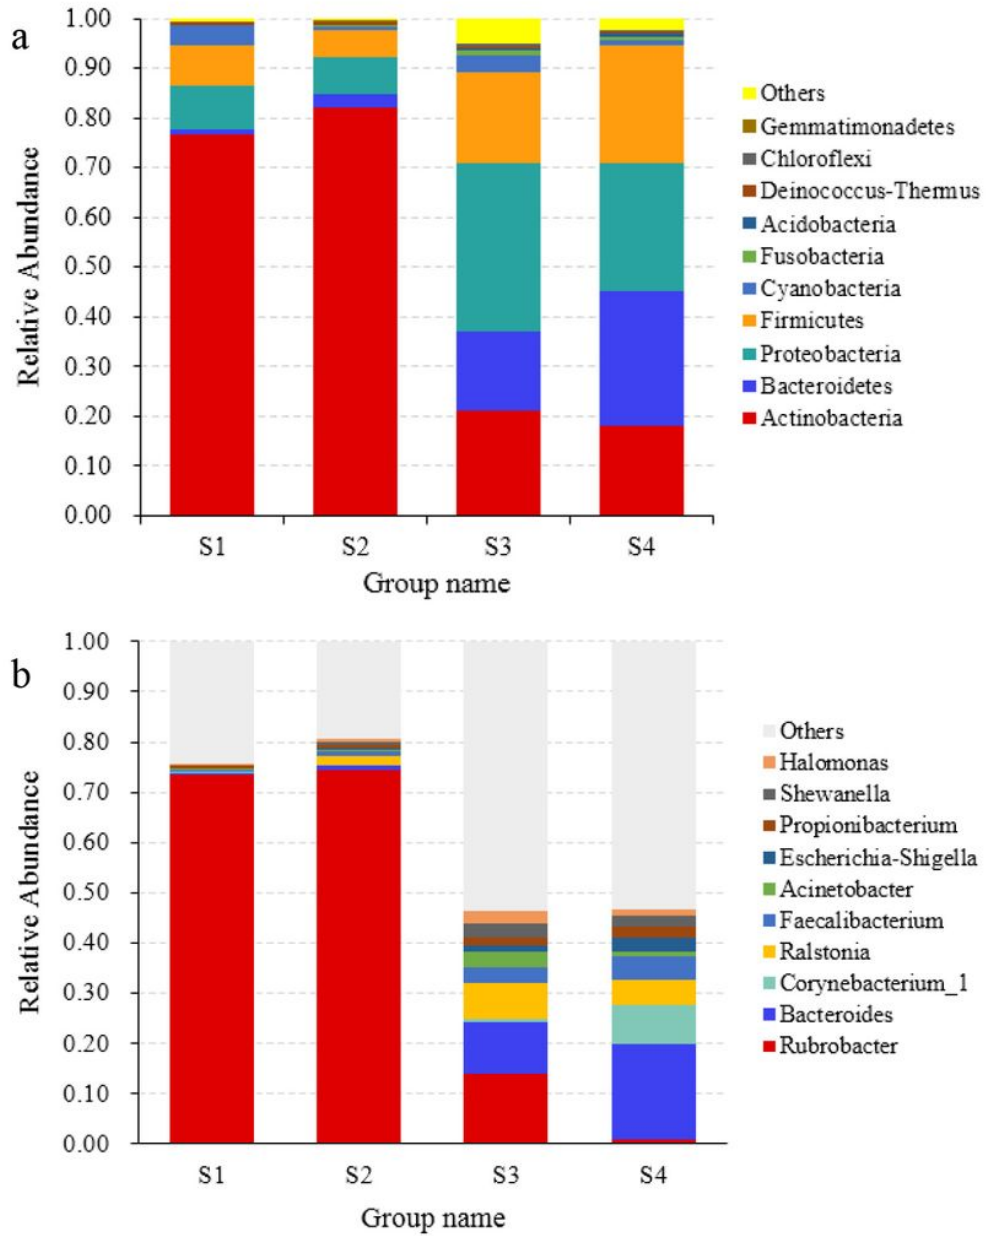 a
1.00
0.90
0.80
0.70
0.60
0.50
0.40
0.30
0.20
0.10
0.00
Relative Abundance
S1 S2 S3 S4
Group name
Others
Gemmatimonadetes
Chloroflexi
Deinococcus-Thermus
Acidobacteria
Fusobacteria
Cyanobacteria
Firmicutes
Proteobacteria
Bacteroidetes
Actinobacteria
b
1.00
0.90
0.80
0.70
0.60
0.50
0.40
0.30
0.20
0.10
0.00
Relative Abundance
S1 S2 S3 S4
Group name
Others
Halomonas
Shewanella
Propionibacterium
Escherichia-Shigella
Acinetobacter
Faecalibacterium
Ralstonia
Corynebacterium_1
Bacteroides
Rubrobacter